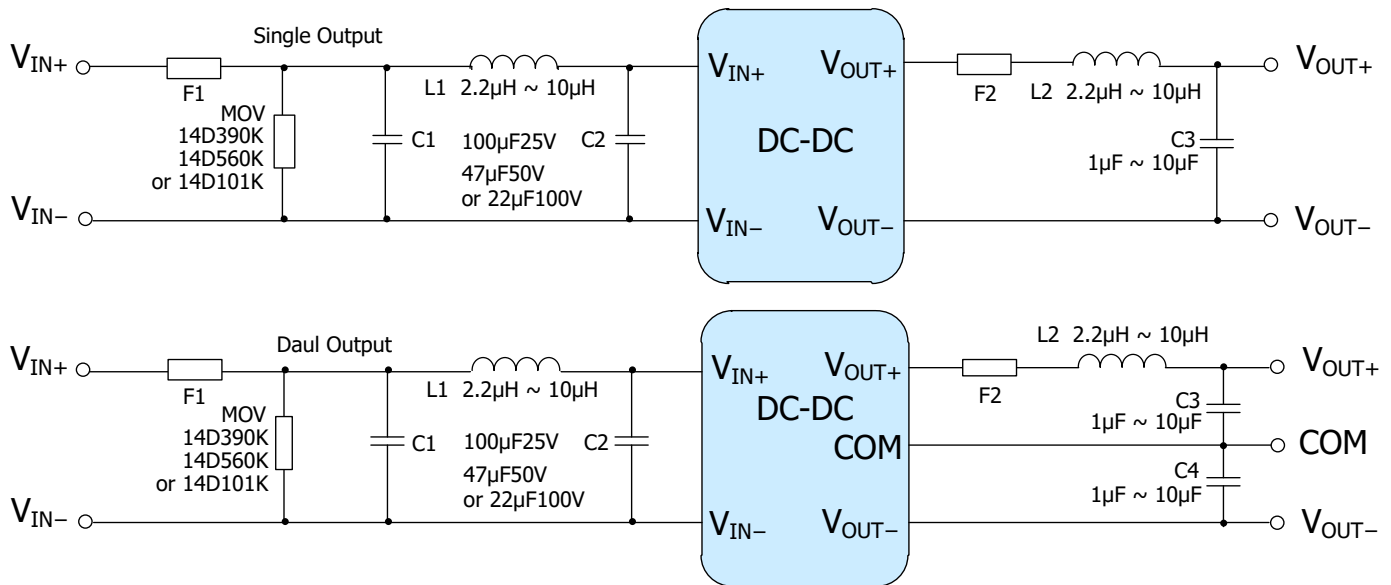 Single Output
VIN+
F1
MOV
14D390K
14D560K
or 14D101K
VIN−
C1
L1 2.2µH ~ 10µH
100µF25V
47µF50V
or 22µF100V
C2
VIN+
VOUT+
DC-DC
VIN−
VOUT−
F2
L2 2.2µH ~ 10µH
C3
1µF ~ 10µF
VOUT+
VOUT−
Daul Output
VIN+
F1
MOV
14D390K
14D560K
or 14D101K
VIN−
C1
L1 2.2µH ~ 10µH
100µF25V
47µF50V
or 22µF100V
C2
VIN+
VOUT+
DC-DC
COM
VIN−
VOUT−
F2
L2 2.2µH ~ 10µH
C3
1µF ~ 10µF
C4
1µF ~ 10µF
VOUT+
COM
VOUT−